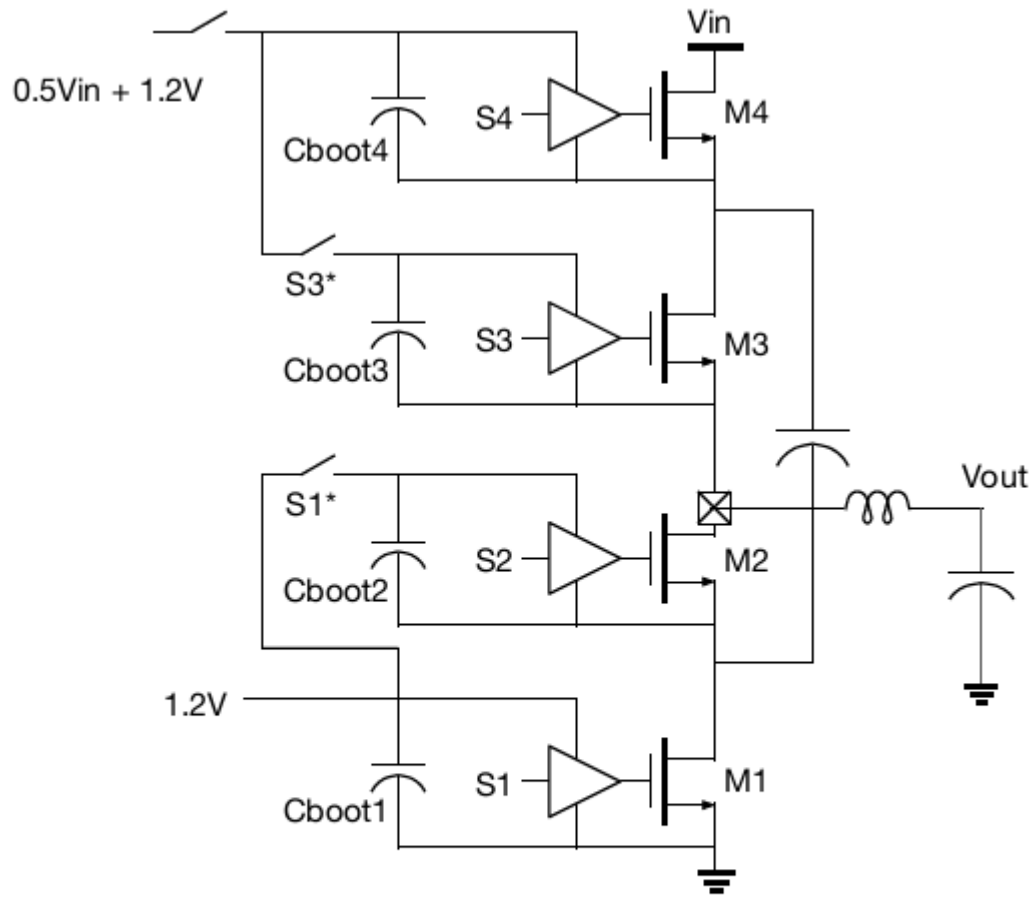 Vin
0.5Vin + 1.2V
S4
M4
Cboot4
S3*
S3
M3
Cboot3
Vout
S1*
S2
M2
Cboot2
1.2V
S1
M1
Cboot1